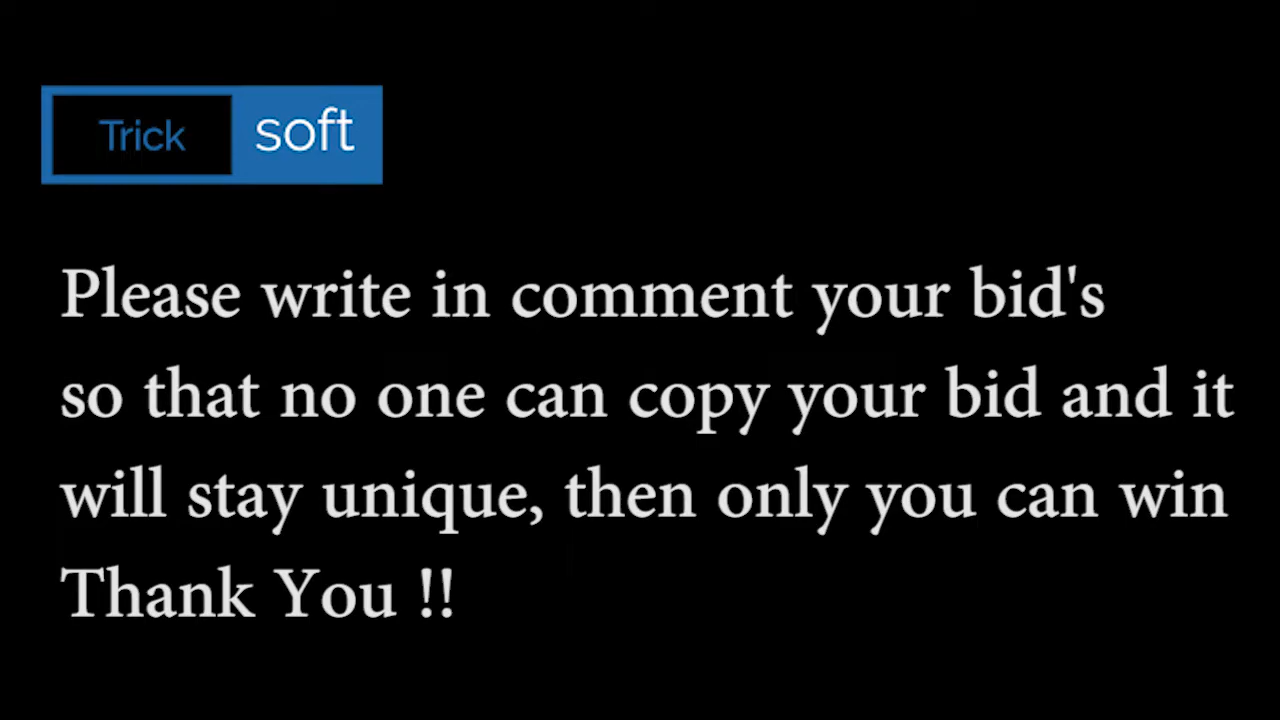 Trick soft
Please write in comment your bid's
so that no one can copy your bid and it
will stay unique, then only you can win
Thank You !!